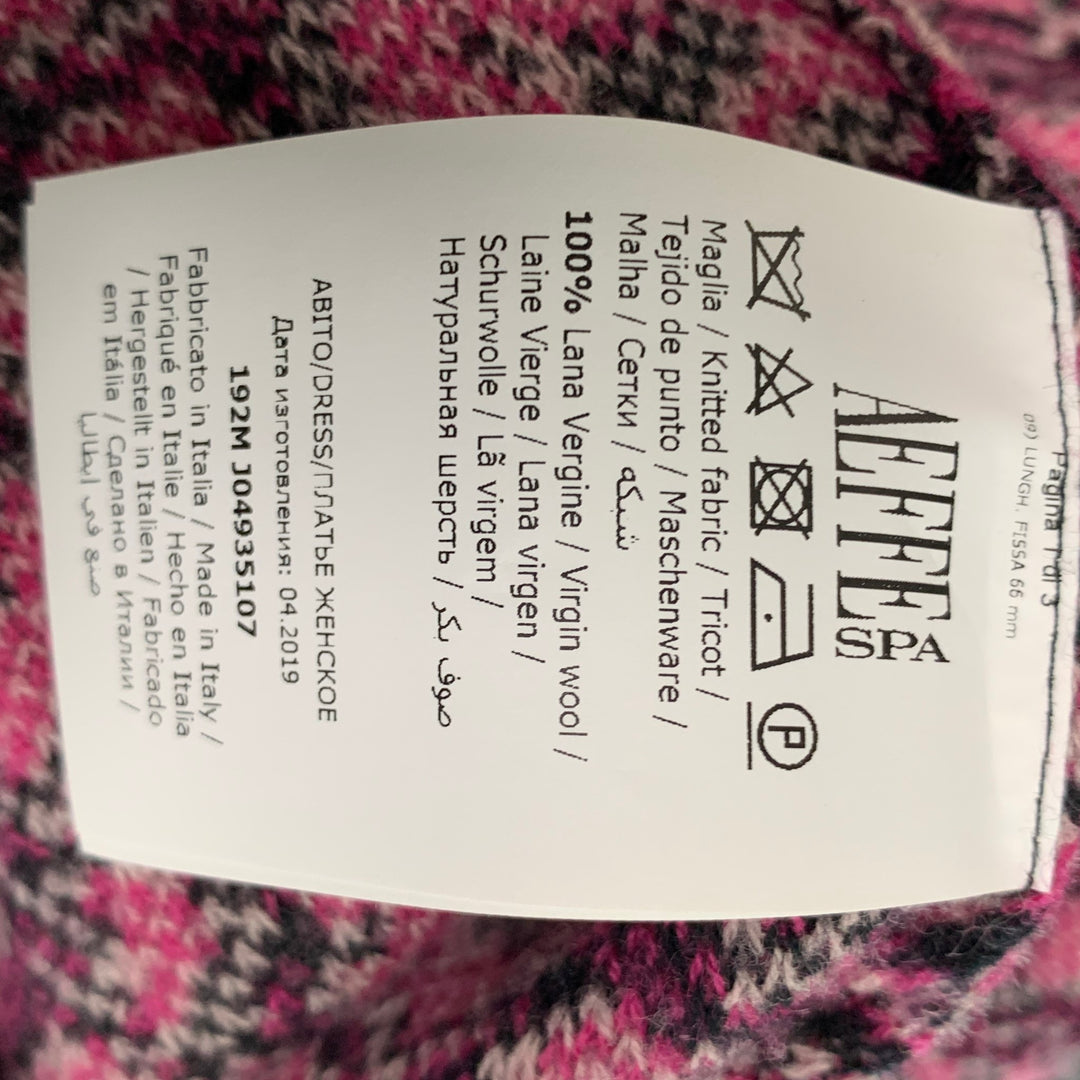 Pagina 1 di 3
09) LUNGH. FISSA 66 mm
AEFFE
SPA
P
Maglia / Knitted fabric / Tricot /
Tejido de punto / Maschenware /
Malha / Сетки / شبكه
100% Lana Vergine / Virgin wool /
Laine Vierge / Lana virgen /
Schurwolle / Lã virgem /
Натуральная шерсть / صوف بكر
ABITO/DRESS/ПЛАТЬЕ ЖЕНСКОЕ
Дата изготовления: 04.2019
192M J04935107
Fabbricato in Italia / Made in Italy /
Fabriqué en Italie / Hecho en Italia
/ Hergestellt in Italien / Fabricado
em Itália / Сделано в Италии /
صنع في ايطاليا